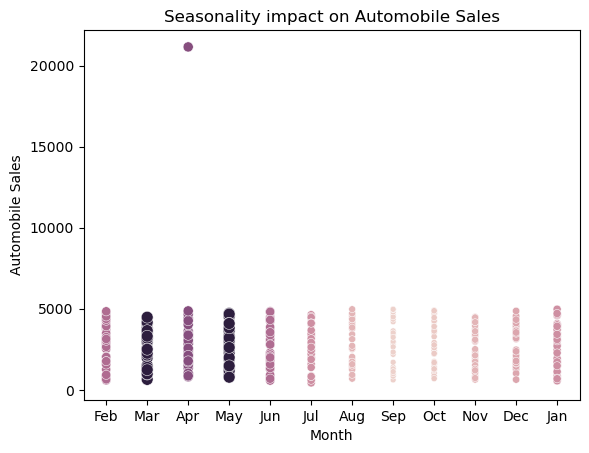 Seasonality impact on Automobile Sales
Automobile Sales
20000
15000
10000
5000
0
Feb Mar Apr May Jun Jul Aug Sep Oct Nov Dec Jan
Month